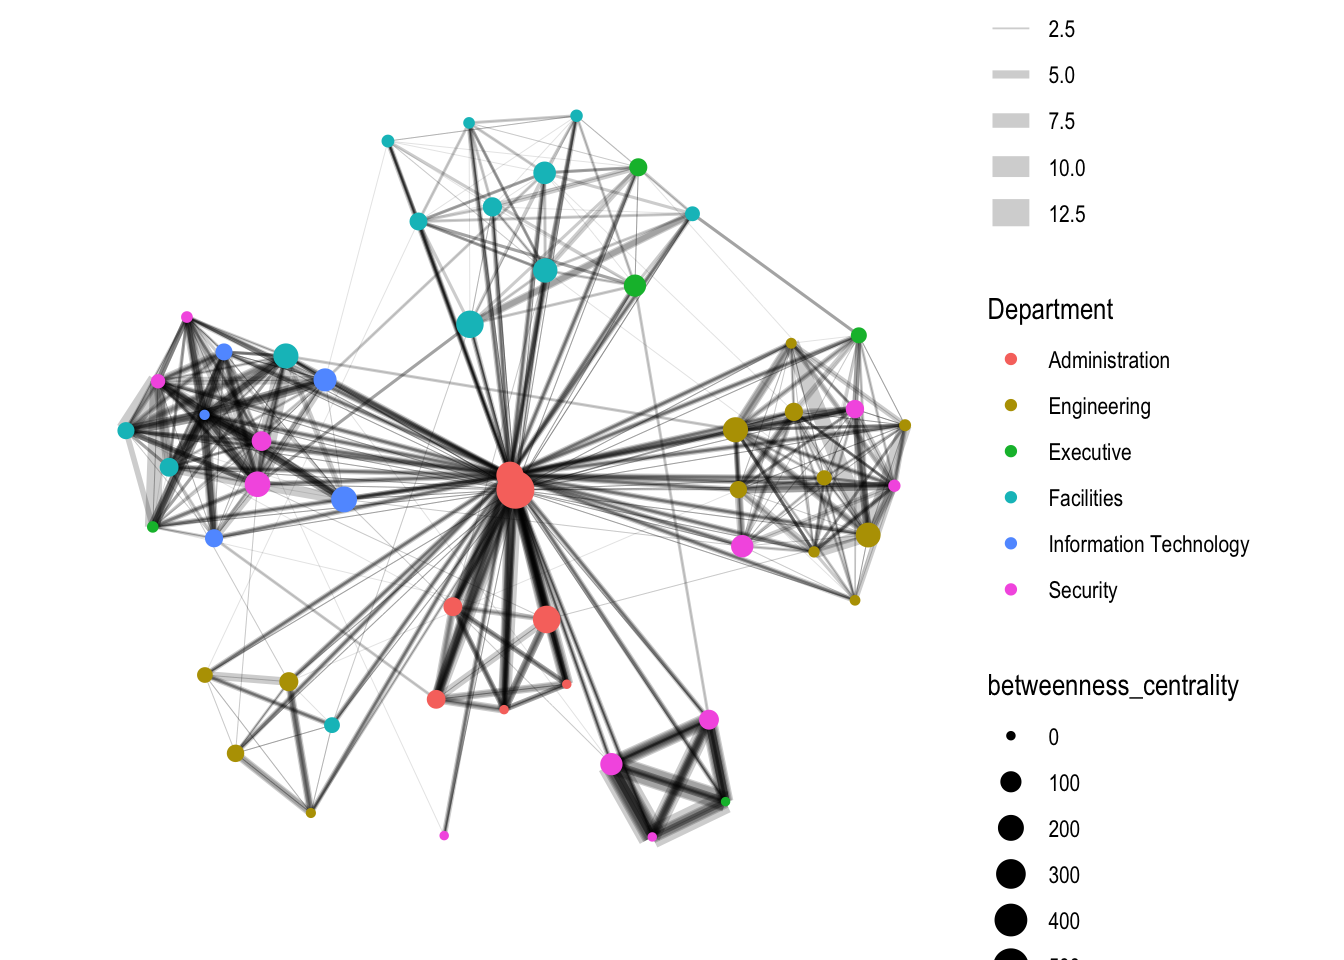 2.5
5.0
7.5
10.0
12.5
Department
Administration
Engineering
Executive
Facilities
Information Technology
Security
betweenness_centrality
0
100
200
300
400